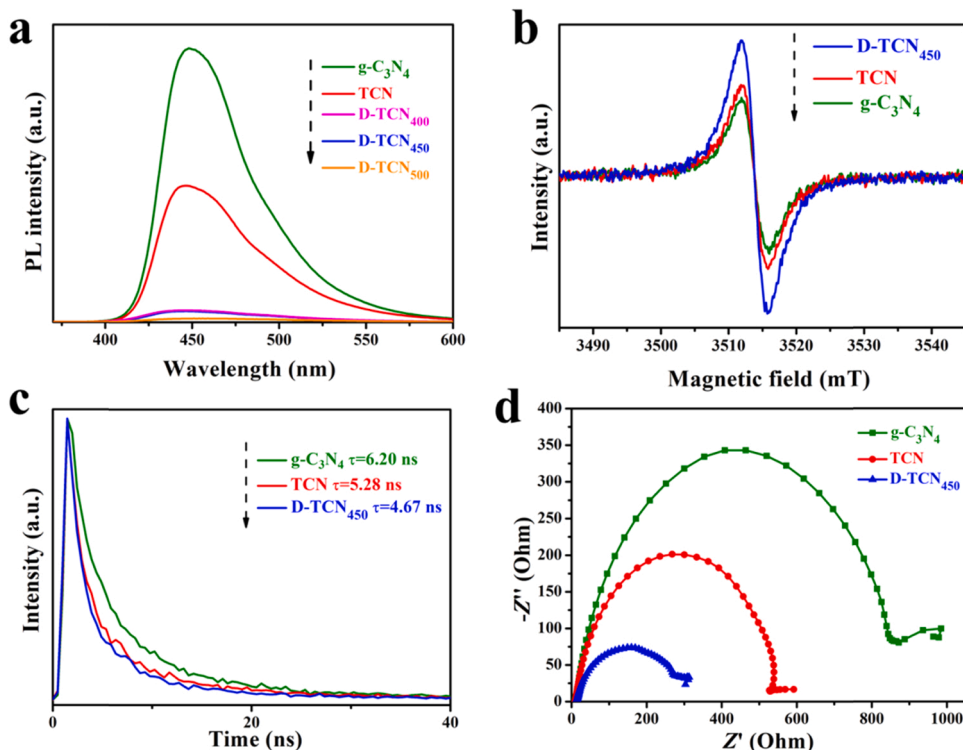 a
g-C₃N₄
TCN
D-TCN₄₀₀
D-TCN₄₅₀
D-TCN₅₀₀
PL intensity (a.u.)
400 450 500 550 600
Wavelength (nm)
b
D-TCN₄₅₀
TCN
g-C₃N₄
Intensity (a.u.)
3490 3500 3510 3520 3530 3540
Magnetic field (mT)
c
g-C₃N₄ τ=6.20 ns
TCN τ=5.28 ns
D-TCN₄₅₀ τ=4.67 ns
Intensity (a.u.)
0 20 40
Time (ns)
d
g-C₃N₄
TCN
D-TCN₄₅₀
-Z'' (Ohm)
400
350
300
250
200
150
100
50
0
0 200 400 600 800 1000
Z' (Ohm)